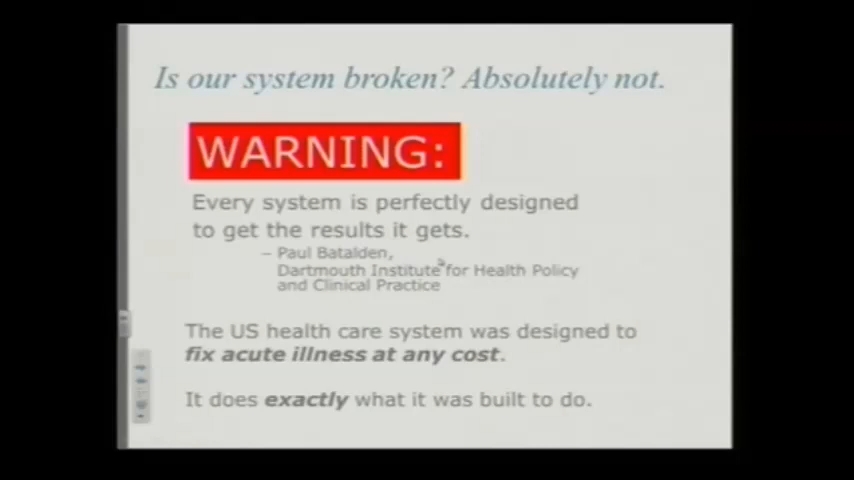 Is our system broken? Absolutely not.
WARNING:
Every system is perfectly designed
to get the results it gets.
– Paul Batalden,
Dartmouth Institute for Health Policy
and Clinical Practice
The US health care system was designed to
fix acute illness at any cost.
It does exactly what it was built to do.